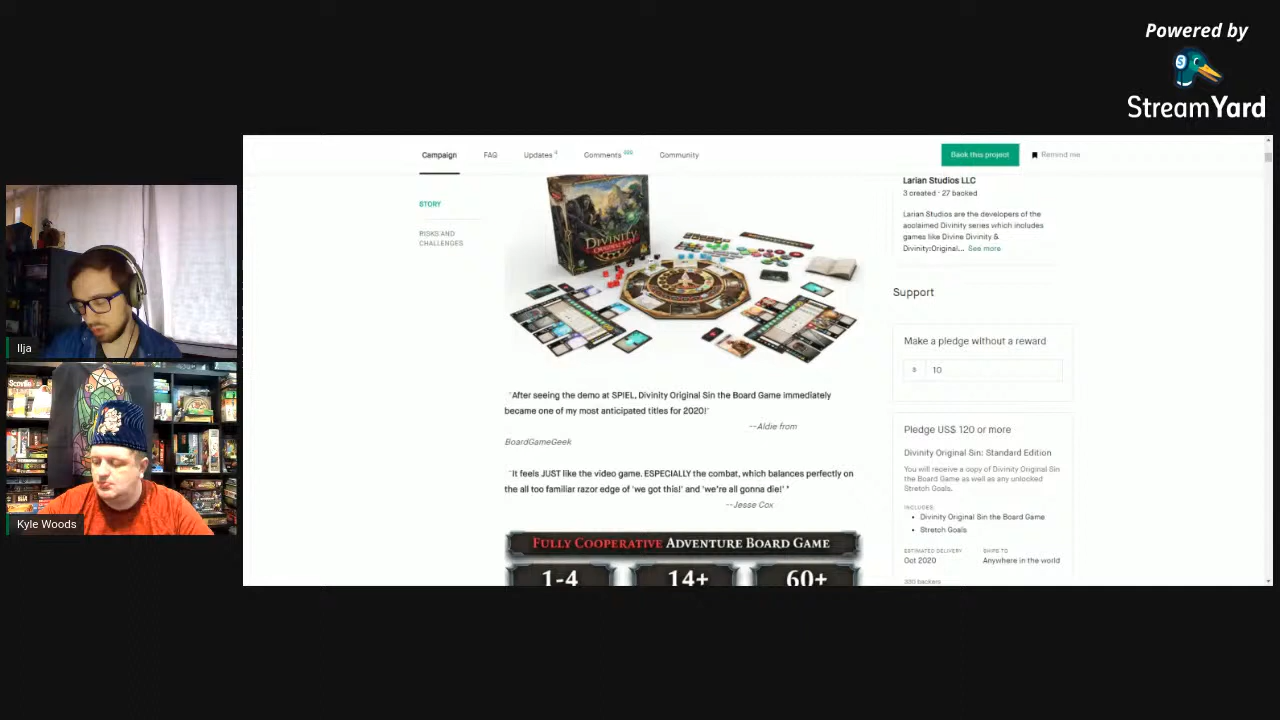 Powered by
StreamYard
Campaign
FAQ
Updates 4
Comments
Community
Back this project
Remind me
STORY
RISKS AND
CHALLENGES
DIVINITY
Larian Studios LLC
3 created · 27 backed
Larian Studios are the developers of the
acclaimed Divinity series which includes
games like Divine Divinity &
Divinity:Original... See more
Support
Make a pledge without a reward
$ 10
"After seeing the demo at SPIEL, Divinity Original Sin the Board Game immediately
became one of my most anticipated titles for 2020!"
--Aldie from
BoardGameGeek
"It feels JUST like the video game. ESPECIALLY the combat, which balances perfectly on
the all too familiar razor edge of 'we got this!' and 'we're all gonna die!' "
--Jesse Cox
FULLY COOPERATIVE ADVENTURE BOARD GAME
1-4
14+
60+
Pledge US$ 120 or more
Divinity Original Sin: Standard Edition
You will receive a copy of Divinity Original Sin
the Board Game as well as any unlocked
Stretch Goals.
INCLUDES:
• Divinity Original Sin the Board Game
• Stretch Goals
ESTIMATED DELIVERY
SHIPS TO
Oct 2020
Anywhere in the world
backers
Ilja
Scoville
Kyle Woods